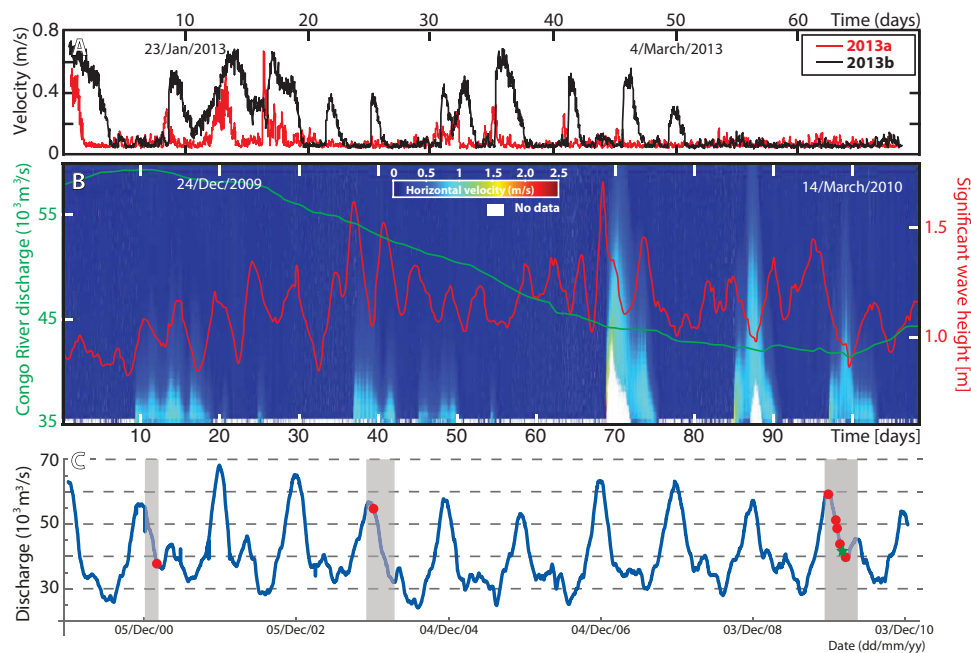 10 20 30 40 50 60 Time (days)
0.8
0.4
0
Velocity (m/s)
A
23/Jan/2013
4/March/2013
2013a
2013b
B
24/Dec/2009
14/March/2010
0 0.5 1 1.5 2.0 2.5
Horizontal velocity (m/s)
No data
Congo River discharge (10³m³/s)
55
45
35
Significant wave height [m]
1.5
1.0
10 20 30 40 50 60 70 80 90 Time [days]
C
Discharge (10³m³/s)
70
50
30
05/Dec/00 05/Dec/02 04/Dec/04 04/Dec/06 03/Dec/08 03/Dec/10
Date (dd/mm/yy)